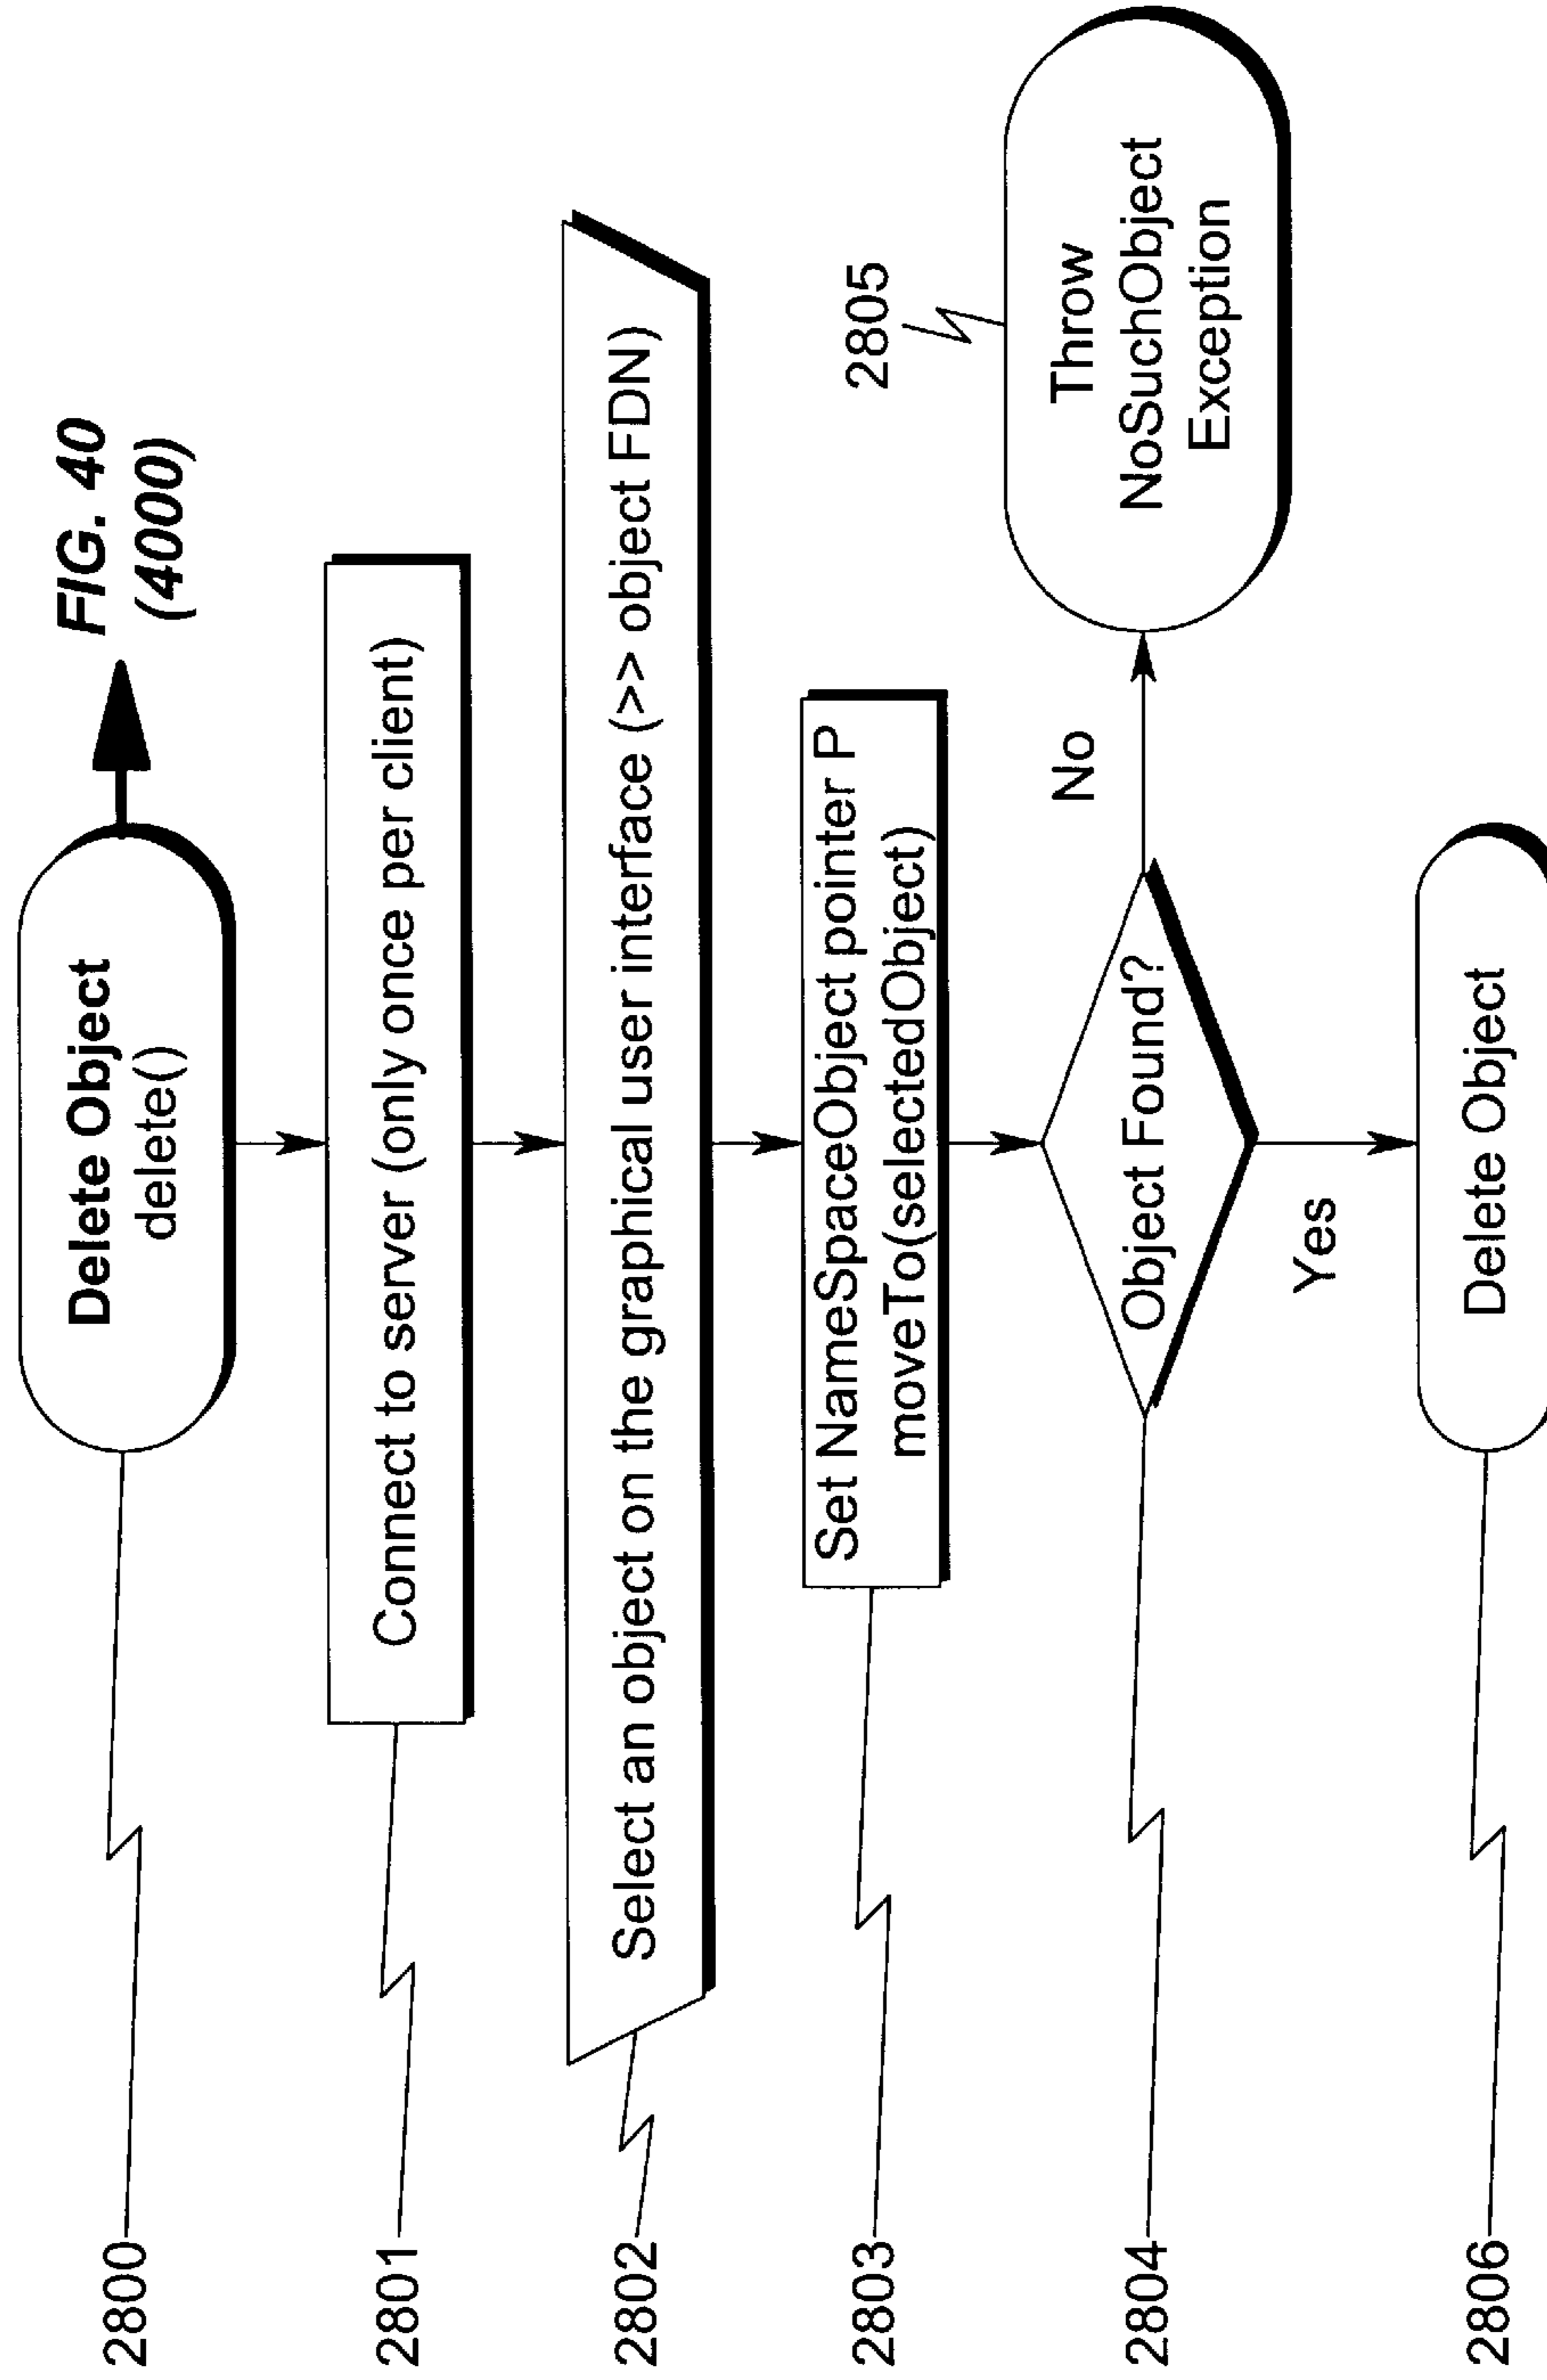 2800
Delete Object
delete()
FIG. 40
(4000)
2801
Connect to server (only once per client)
2802
Select an object on the graphical user interface (>> object FDN)
2803
Set NameSpaceObject pointer P
moveTo(selectedObject)
2804
Object Found?
No
2805
Throw
NoSuchObject
Exception
Yes
2806
Delete Object